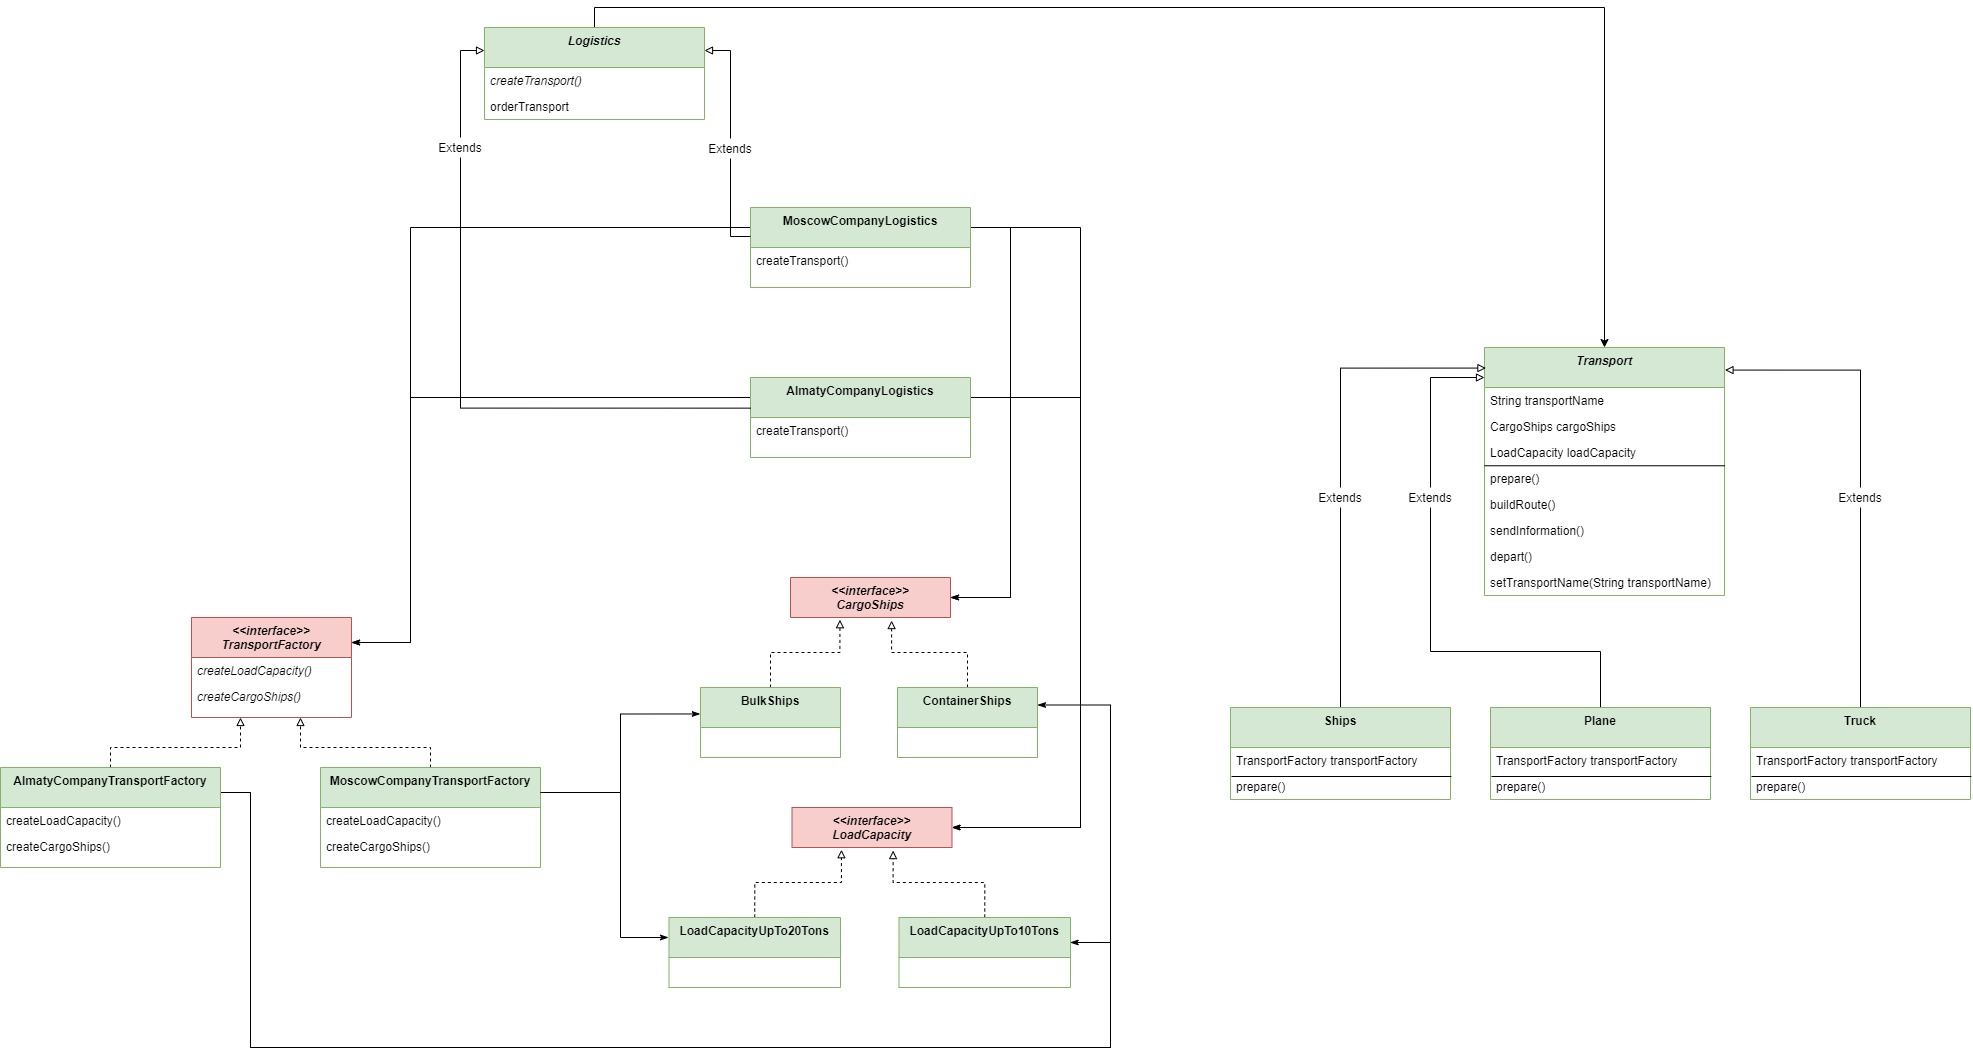 Logistics
createTransport()
orderTransport
Extends
Extends
MoscowCompanyLogistics
createTransport()
AlmatyCompanyLogistics
createTransport()
Transport
String transportName
CargoShips cargoShips
LoadCapacity loadCapacity
prepare()
buildRoute()
sendInformation()
depart()
setTransportName(String transportName)
Extends
Extends
Extends
<<interface>>
CargoShips
<<interface>>
TransportFactory
createLoadCapacity()
createCargoShips()
BulkShips
ContainerShips
Ships
TransportFactory transportFactory
prepare()
Plane
TransportFactory transportFactory
prepare()
Truck
TransportFactory transportFactory
prepare()
AlmatyCompanyTransportFactory
createLoadCapacity()
createCargoShips()
MoscowCompanyTransportFactory
createLoadCapacity()
createCargoShips()
<<interface>>
LoadCapacity
LoadCapacityUpTo20Tons
LoadCapacityUpTo10Tons